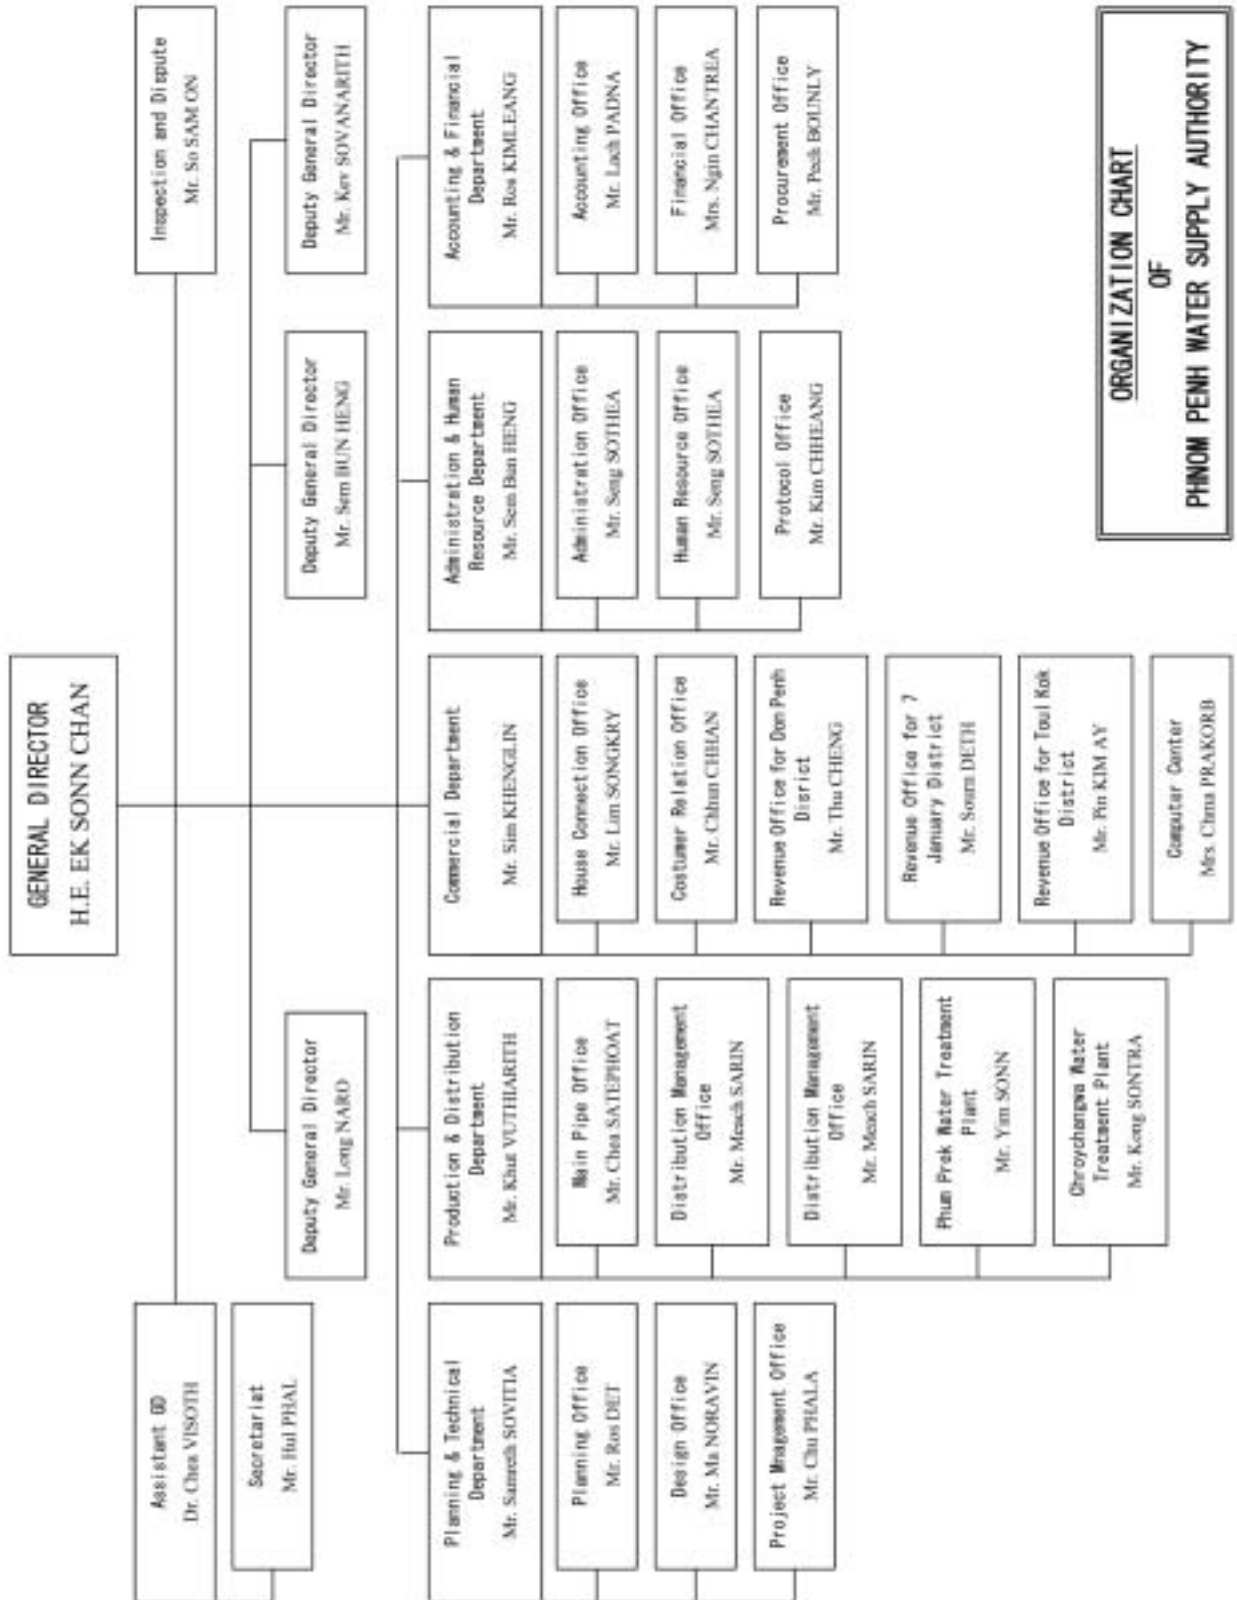 GENERAL DIRECTOR
H.E. EK SONN CHAN
Assistant GD
Dr. Chea VISOTH
Inspection and Dispute
Mr. So SAM ON
Secretariat
Mr. Hul PHAL
Deputy General Director
Mr. Long NARO
Deputy General Director
Mr. Sem BUN HENG
Deputy General Director
Mr. Kev SOVANARITH
Planning & Technical
Department
Mr. Samreth SOVITIA
Planning Office
Mr. Ros DET
Design Office
Mr. Ma NORAVIN
Project Mnagement Office
Mr. Chu PHALA
Production & Distribution
Department
Mr. Khut VUTHIARITH
Main Pipe Office
Mr. Chea SATEPHOAT
Distribution Management
Office
Mr. Meach SARIN
Distribution Management
Office
Mr. Meach SARIN
Phum Prek Water Treatment
Plant
Mr. Yim SONN
Chroychangwa Water
Treatment Plant
Mr. Kong SONTRA
Commercial Department
Mr. Sim KHENGLIN
House Connection Office
Mr. Lim SONGKRY
Costumer Relation Office
Mr. Chhun CHHAN
Revenue Office for Don Penh
Disrict
Mr. Thu CHENG
Revenue Office for 7
January District
Mr. Sourn DETH
Revenue Office for Toul Kok
District
Mr. Pin KIM AY
Computer Center
Mrs. Chma PRAKORB
Administration & Human
Resource Department
Mr. Sem Bun HENG
Administration Office
Mr. Seng SOTHEA
Human Resource Office
Mr. Seng SOTHEA
Protocol Office
Mr. Kim CHHEANG
Accounting & Financial
Department
Mr. Ros KIMLEANG
Accounting Office
Mr. Lach PADNA
Financial Office
Mrs. Ngin CHANTREA
Procurement Office
Mr. Pech BOUNLY
ORGANIZATION CHART
OF
PHNOM PENH WATER SUPPLY AUTHORITY